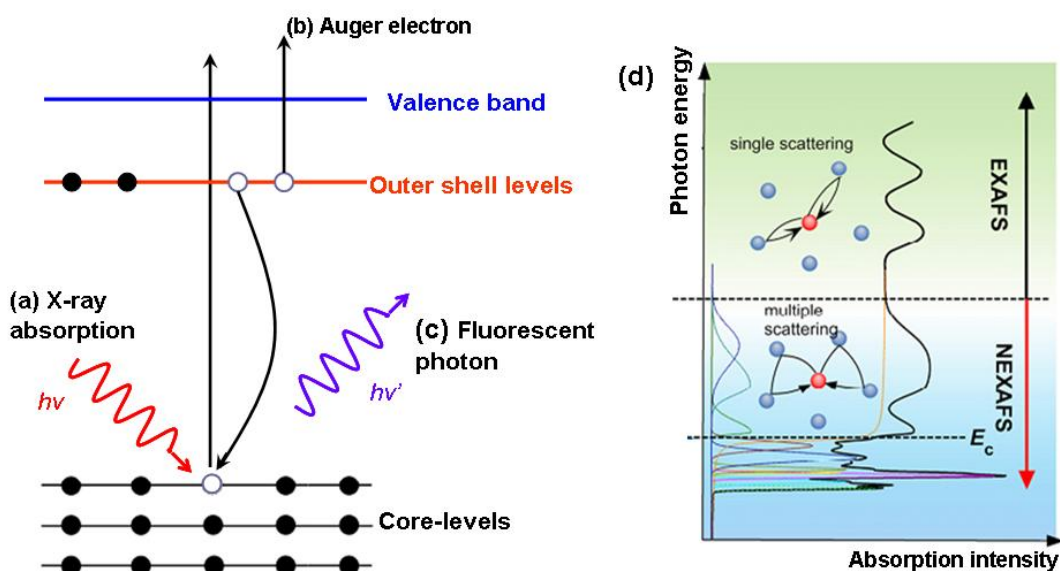 (b) Auger electron
Valence band
Outer shell levels
(a) X-ray
absorption
hν
(c) Fluorescent
photon
hν'
Core-levels
(d)
Photon energy
single scattering
EXAFS
multiple
scattering
NEXAFS
Ec
Absorption intensity